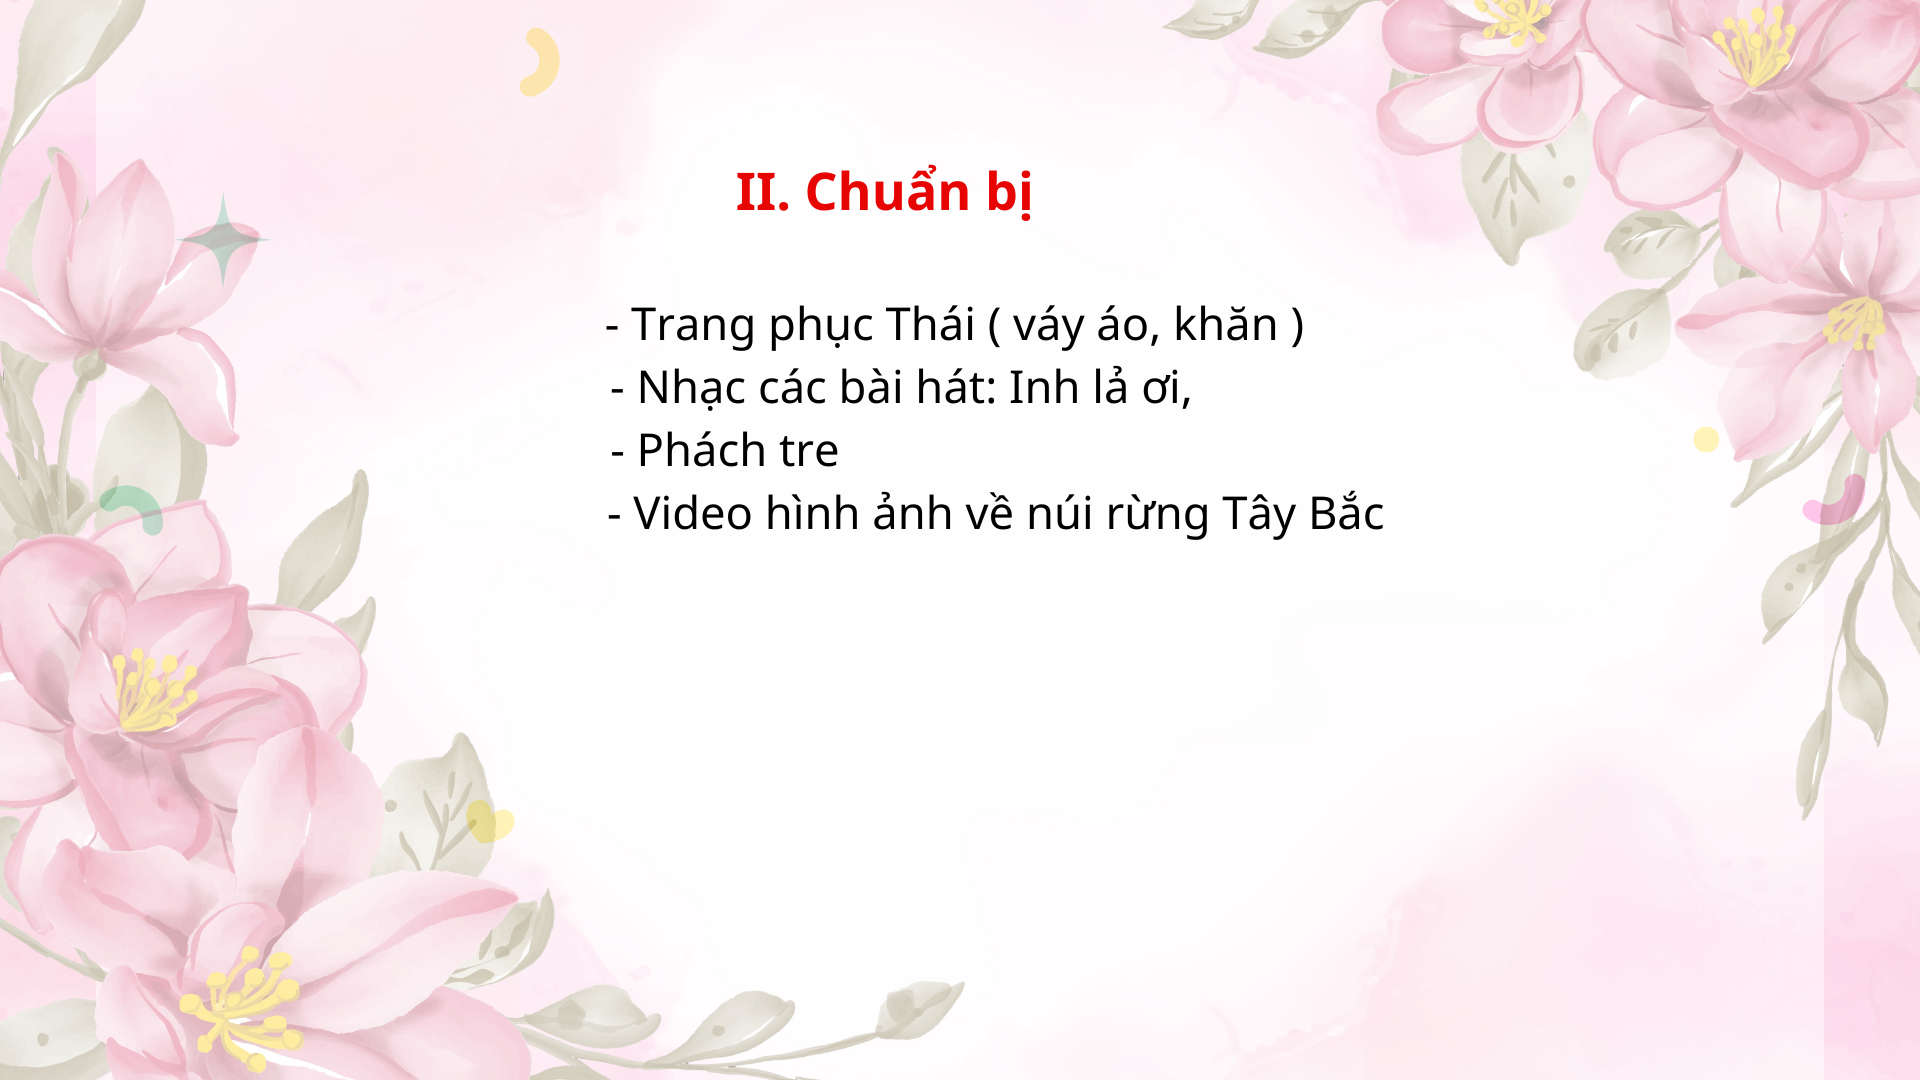 II. Chuẩn bị
- Trang phục Thái ( váy áo, khăn )
- Nhạc các bài hát: Inh lả ơi,
- Phách tre
- Video hình ảnh về núi rừng Tây Bắc